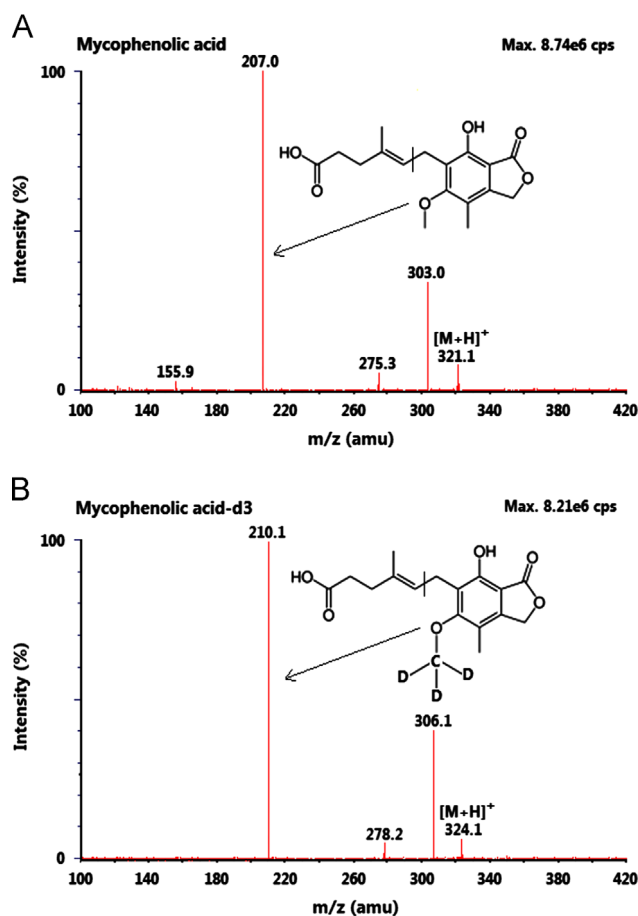 A
Mycophenolic acid
Max. 8.74e6 cps
207.0
100
OH
O
HO
O
O
O
303.0
[M+H]+
321.1
275.3
155.9
0
Intensity (%)
100 140 180 220 260 300 340 380 420
m/z (amu)
B
Mycophenolic acid-d3
Max. 8.21e6 cps
210.1
100
OH
O
HO
O
O
O
C
D D
D
306.1
[M+H]+
324.1
278.2
0
Intensity (%)
100 140 180 220 260 300 340 380 420
m/z (amu)